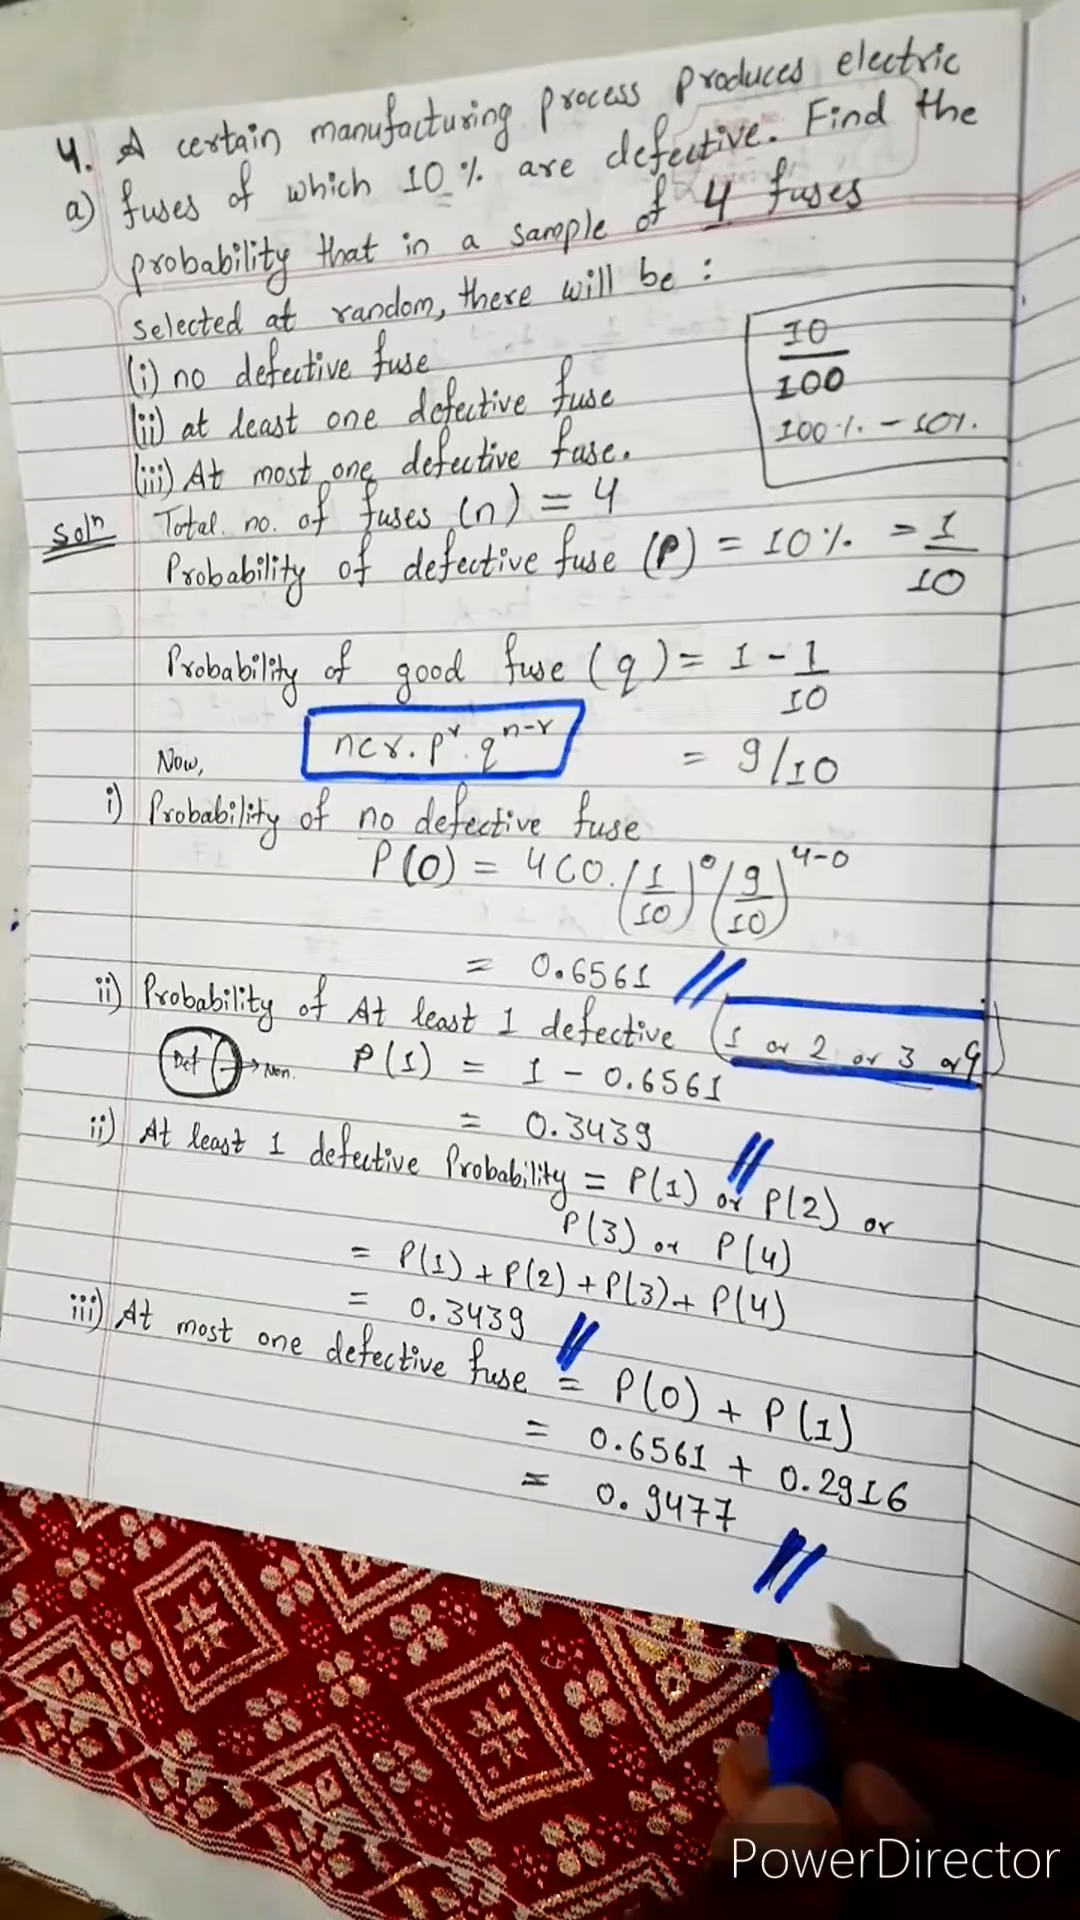 4. A certain manufacturing process produces electric
a) fuses of which 10 % are defective. Find the
probability that in a sample of 4 fuses
selected at random, there will be :
(i) no defective fuse
(ii) at least one defective fuse
(iii) At most one defective fuse.
10
100
100% - 10%.
Solⁿ Total. no. of fuses (n) = 4
Probability of defective fuse (p) = 10% = 1/10
Probability of good fuse (q) = 1 - 1/10
= 9/10
Now, ncr. pʳ. qⁿ⁻ʳ
i) Probability of no defective fuse
P(0) = 4C0. (1/10)⁰ (9/10)⁴⁻⁰
= 0.6561 //
ii) Probability of At least 1 defective (1 or 2 or 3 or 4)
Def → Non. P(1) = 1 - 0.6561
= 0.3439 //
ii) At least 1 defective Probability = P(1) or P(2) or
P(3) or P(4)
= P(1) + P(2) + P(3) + P(4)
= 0.3439 //
iii) At most one defective fuse = P(0) + P(1)
= 0.6561 + 0.2916
= 0.9477 //
PowerDirector